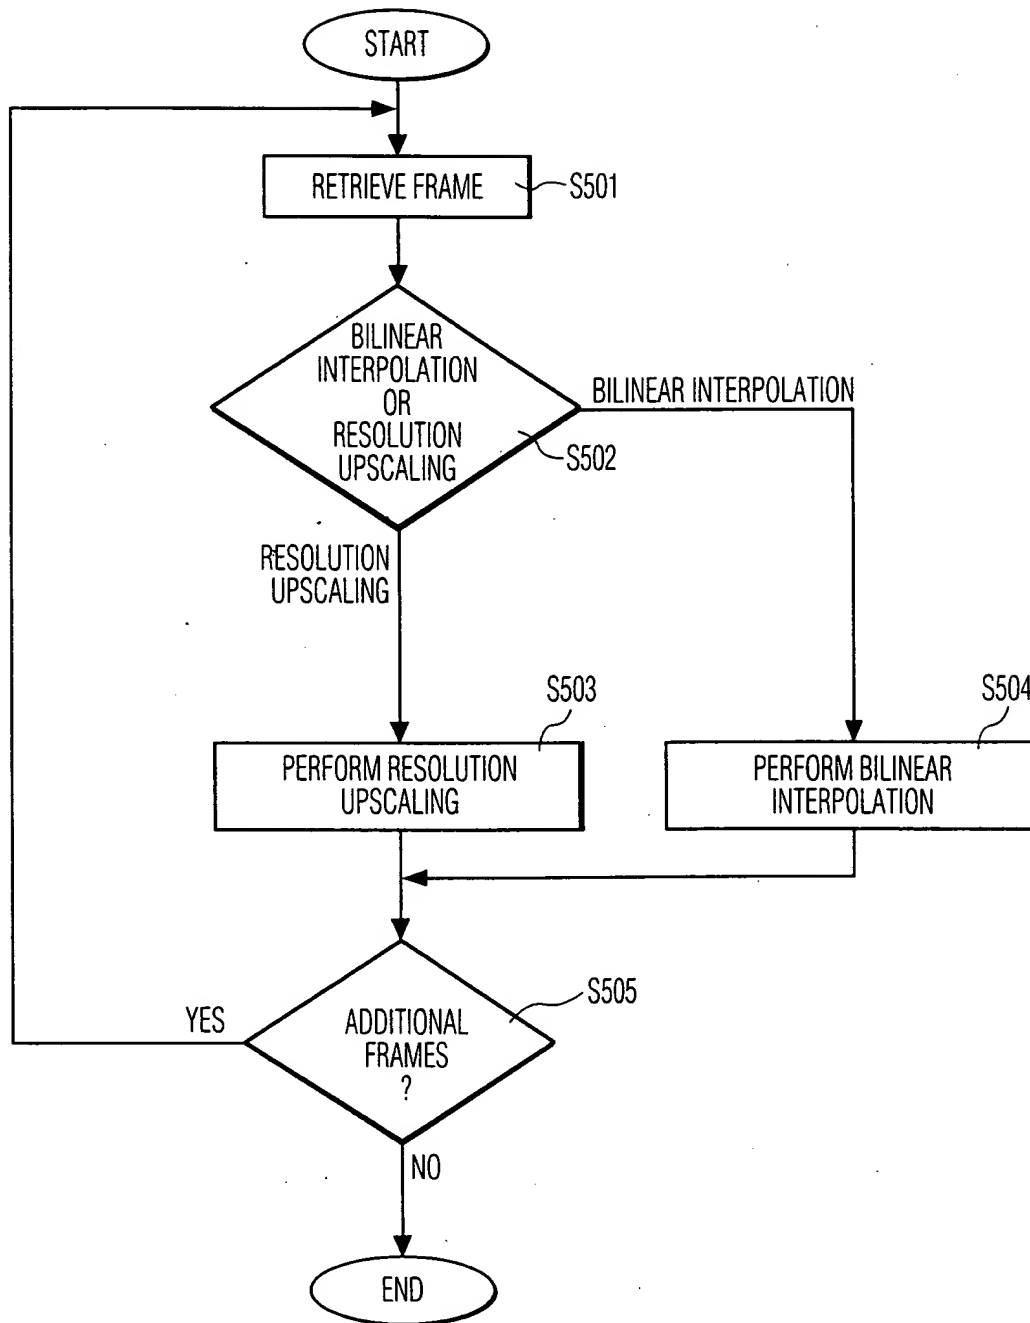 START
RETRIEVE FRAME
S501
BILINEAR
INTERPOLATION
OR
RESOLUTION
UPSCALING
S502
BILINEAR INTERPOLATION
RESOLUTION
UPSCALING
S503
PERFORM RESOLUTION
UPSCALING
S504
PERFORM BILINEAR
INTERPOLATION
S505
ADDITIONAL
FRAMES
?
YES
NO
END